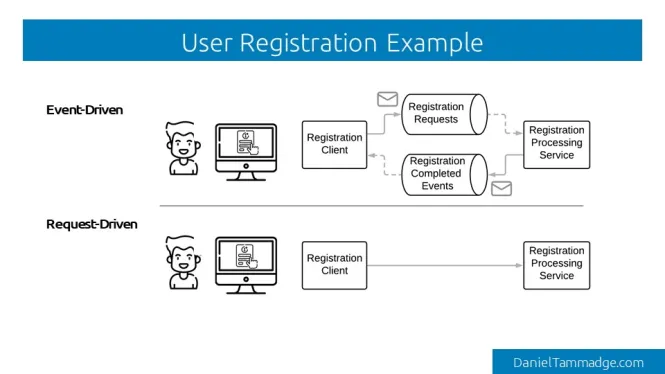 User Registration Example
Event-Driven
Registration
Client
Registration
Requests
Registration
Completed
Events
Registration
Processing
Service
Request-Driven
Registration
Client
Registration
Processing
Service
DanielTammadge.com